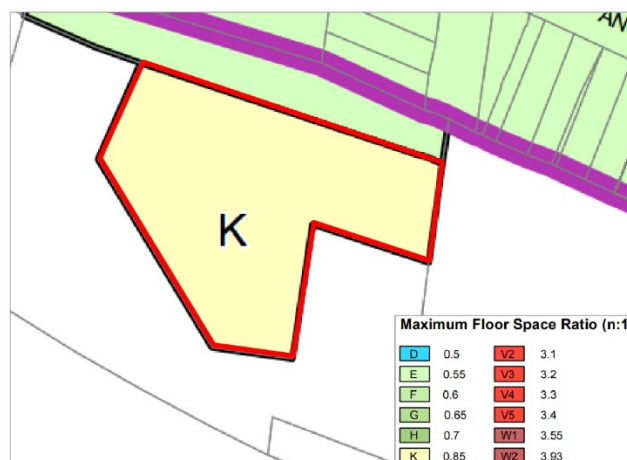 AN
K
Maximum Floor Space Ratio (n:1
D 0.5 V2 3.1
E 0.55 V3 3.2
F 0.6 V4 3.3
G 0.65 V5 3.4
H 0.7 W1 3.55
K 0.85 W2 3.93